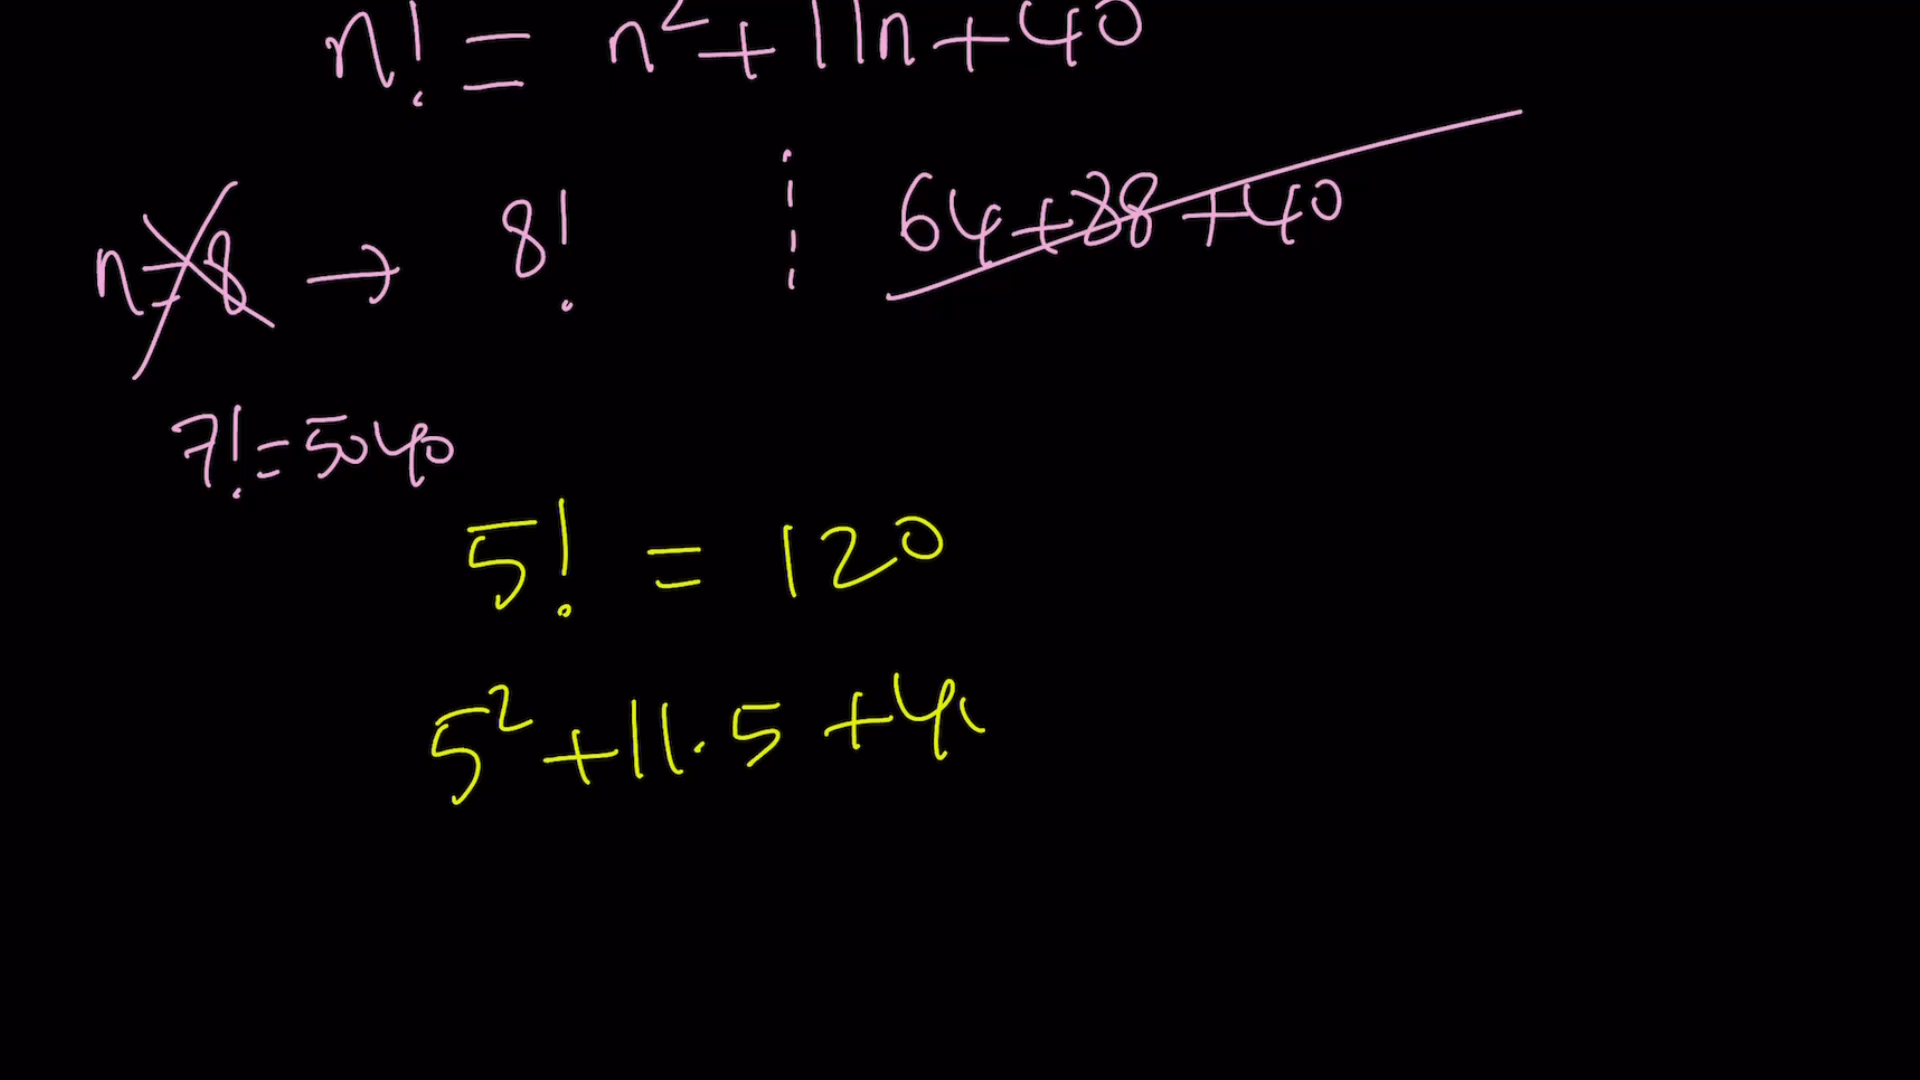 n! = n²+11n+40
n=8 → 8! ¦ 64+88+40
7!=5040
5! = 120
5²+11.5+4